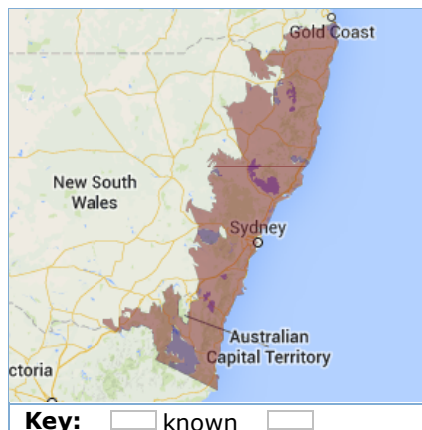 Gold Coast
New South
Wales
Sydney
Australian
Capital Territory
ctoria
Key: known